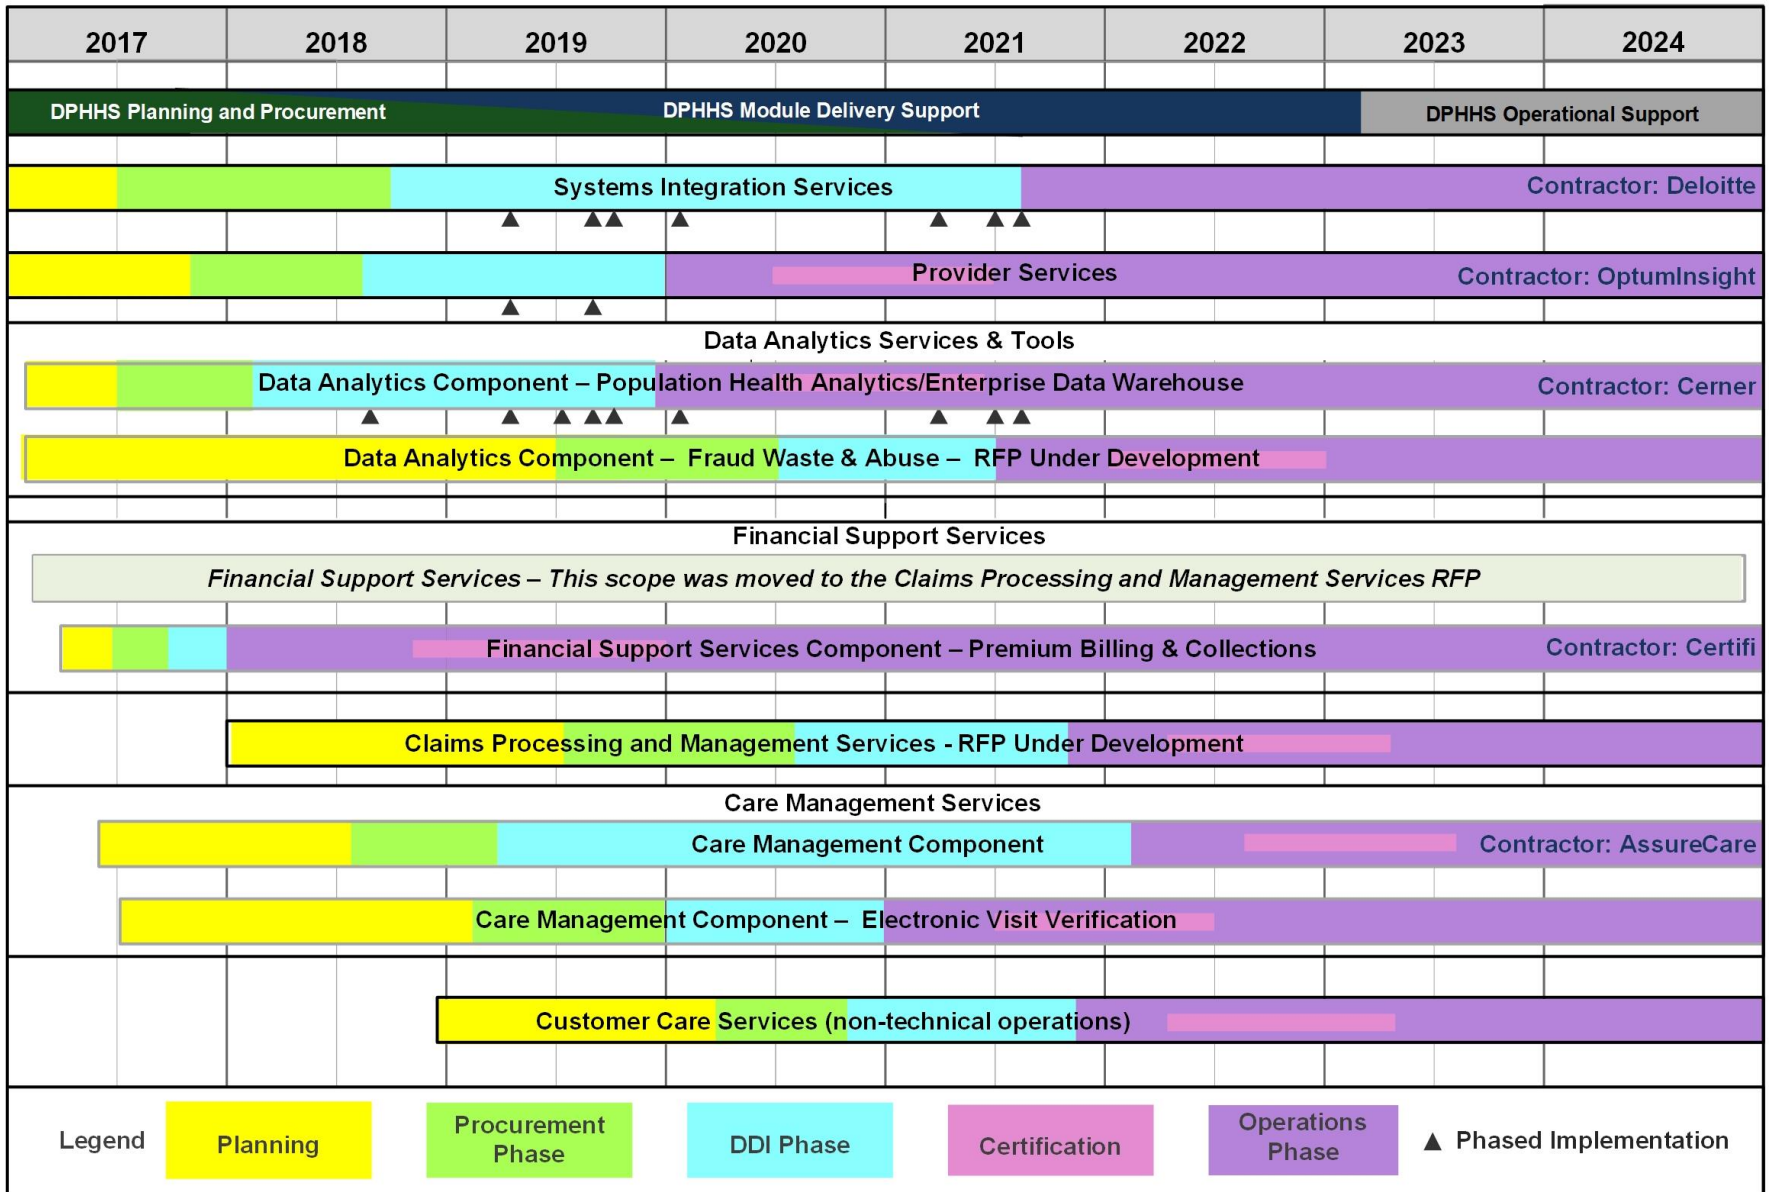 2017 2018 2019 2020 2021 2022 2023 2024
DPHHS Planning and Procurement DPHHS Module Delivery Support DPHHS Operational Support
Systems Integration Services Contractor: Deloitte
Provider Services Contractor: OptumInsight
Data Analytics Services & Tools
Data Analytics Component – Population Health Analytics/Enterprise Data Warehouse Contractor: Cerner
Data Analytics Component – Fraud Waste & Abuse – RFP Under Development
Financial Support Services
Financial Support Services – This scope was moved to the Claims Processing and Management Services RFP
Financial Support Services Component – Premium Billing & Collections Contractor: Certifi
Claims Processing and Management Services - RFP Under Development
Care Management Services
Care Management Component Contractor: AssureCare
Care Management Component – Electronic Visit Verification
Customer Care Services (non-technical operations)
Legend
Planning
Procurement
Phase
DDI Phase
Certification
Operations
Phase
▲ Phased Implementation